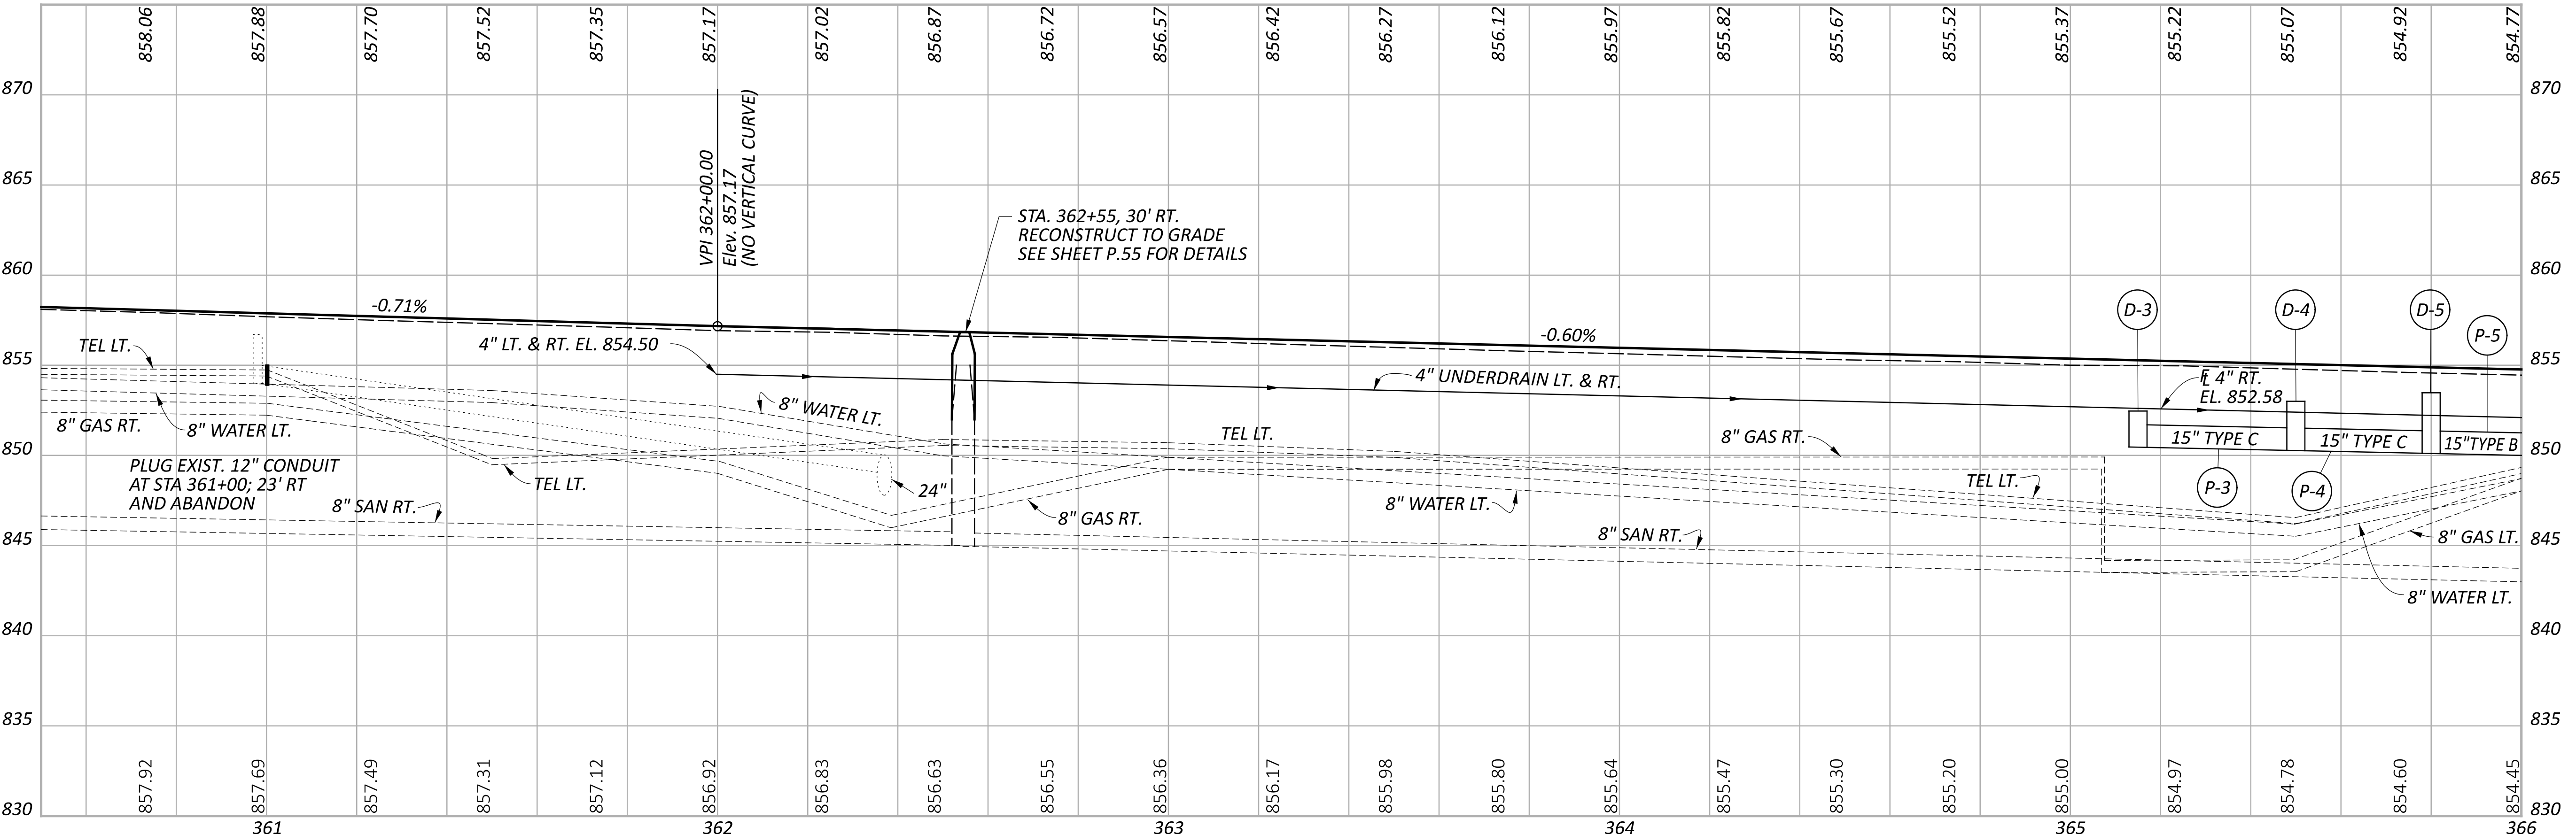 858.06
857.88
857.70
857.52
857.35
857.17
857.02
856.87
856.72
856.57
856.42
856.27
856.12
855.97
855.82
855.67
855.52
855.37
855.22
855.07
854.92
854.77
870
870
865
865
VPI 362+00.00
Elev. 857.17
(NO VERTICAL CURVE)
STA. 362+55, 30' RT.
RECONSTRUCT TO GRADE
SEE SHEET P.55 FOR DETAILS
860
860
-0.71%
-0.60%
D-3
D-4
D-5
P-5
TEL LT.
4" LT. & RT. EL. 854.50
855
855
4" UNDERDRAIN LT. & RT.
FL 4" RT.
EL. 852.58
8" GAS RT.
8" WATER LT.
8" WATER LT.
TEL LT.
8" GAS RT.
15" TYPE C
15" TYPE C
15"TYPE B
850
850
PLUG EXIST. 12" CONDUIT
AT STA 361+00; 23' RT
AND ABANDON
TEL LT.
24"
8" SAN RT.
8" GAS RT.
8" WATER LT.
TEL LT.
P-3
P-4
8" SAN RT.
8" GAS LT.
845
845
8" WATER LT.
840
840
835
835
857.92
857.69
857.49
857.31
857.12
856.92
856.83
856.63
856.55
856.36
856.17
855.98
855.80
855.64
855.47
855.30
855.20
855.00
854.97
854.78
854.60
854.45
830
830
361
362
363
364
365
366